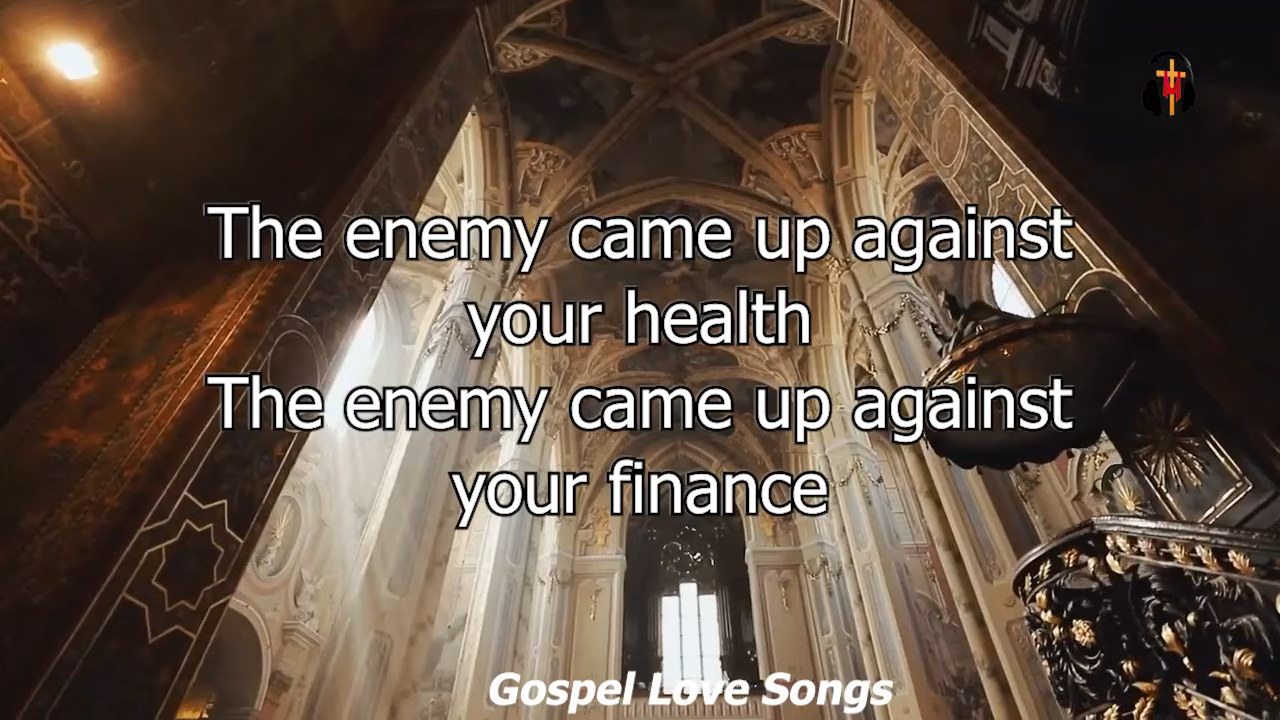 The enemy came up against
your health
The enemy came up against
your finance
Gospel Love Songs